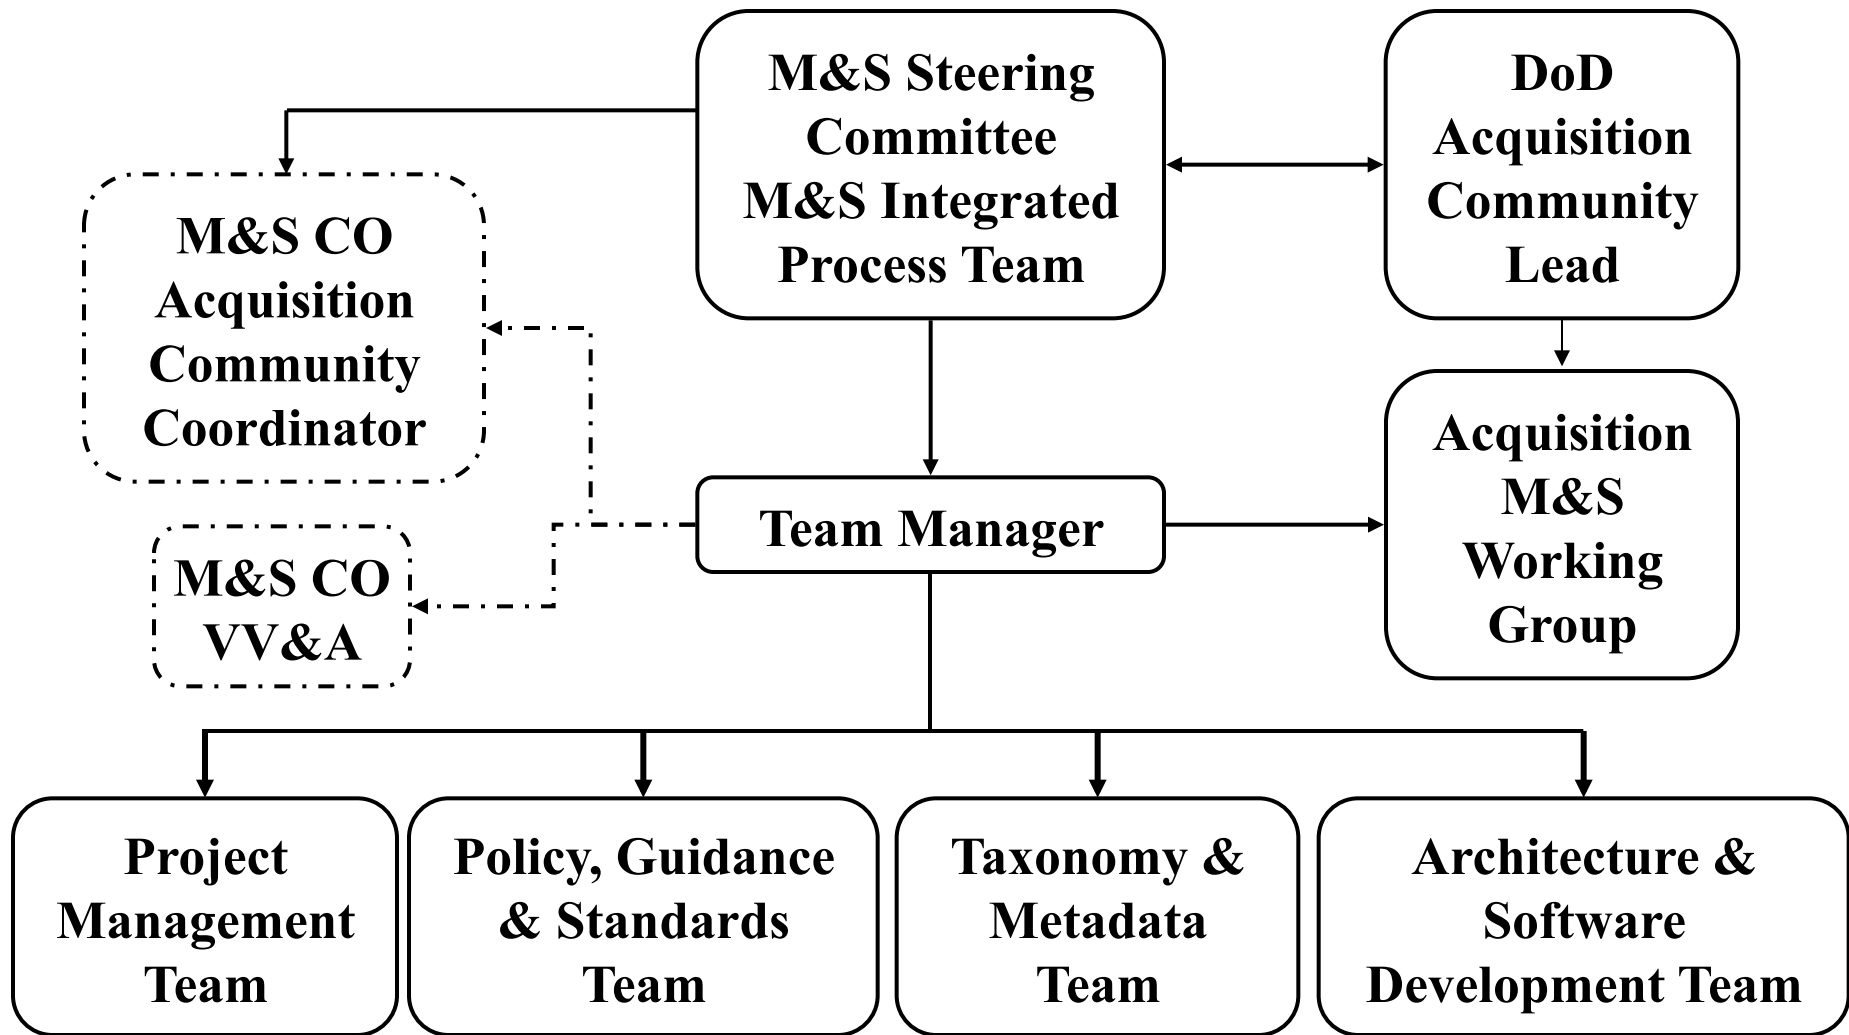 M&S Steering
Committee
M&S Integrated
Process Team
DoD
Acquisition
Community
Lead
M&S CO
Acquisition
Community
Coordinator
Acquisition
M&S
Working
Group
Team Manager
M&S CO
VV&A
Project
Management
Team
Policy, Guidance
& Standards
Team
Taxonomy &
Metadata
Team
Architecture &
Software
Development Team